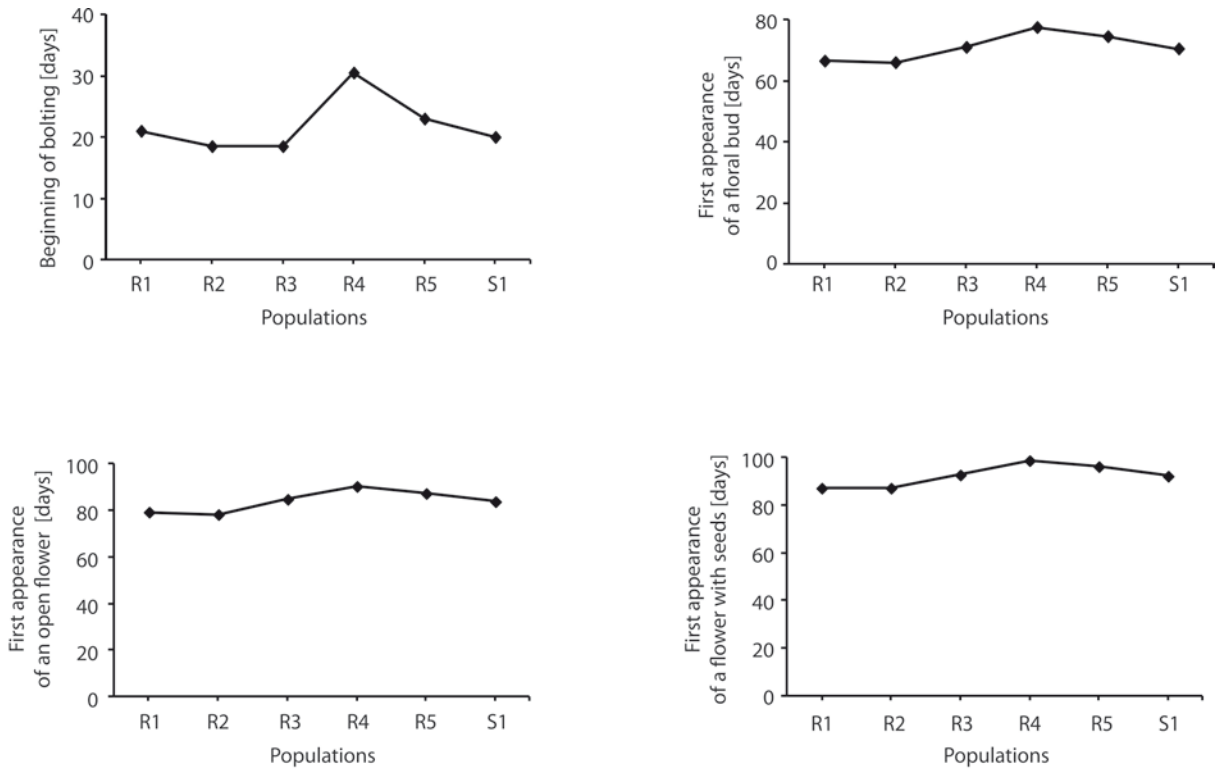 Beginning of bolting [days]
40
30
20
10
0
R1 R2 R3 R4 R5 S1
Populations
First appearance
of a floral bud [days]
80
60
40
20
0
R1 R2 R3 R4 R5 S1
Populations
First appearance
of an open flower [days]
100
80
60
40
20
0
R1 R2 R3 R4 R5 S1
Populations
First appearance
of a flower with seeds [days]
100
80
60
40
20
0
R1 R2 R3 R4 R5 S1
Populations